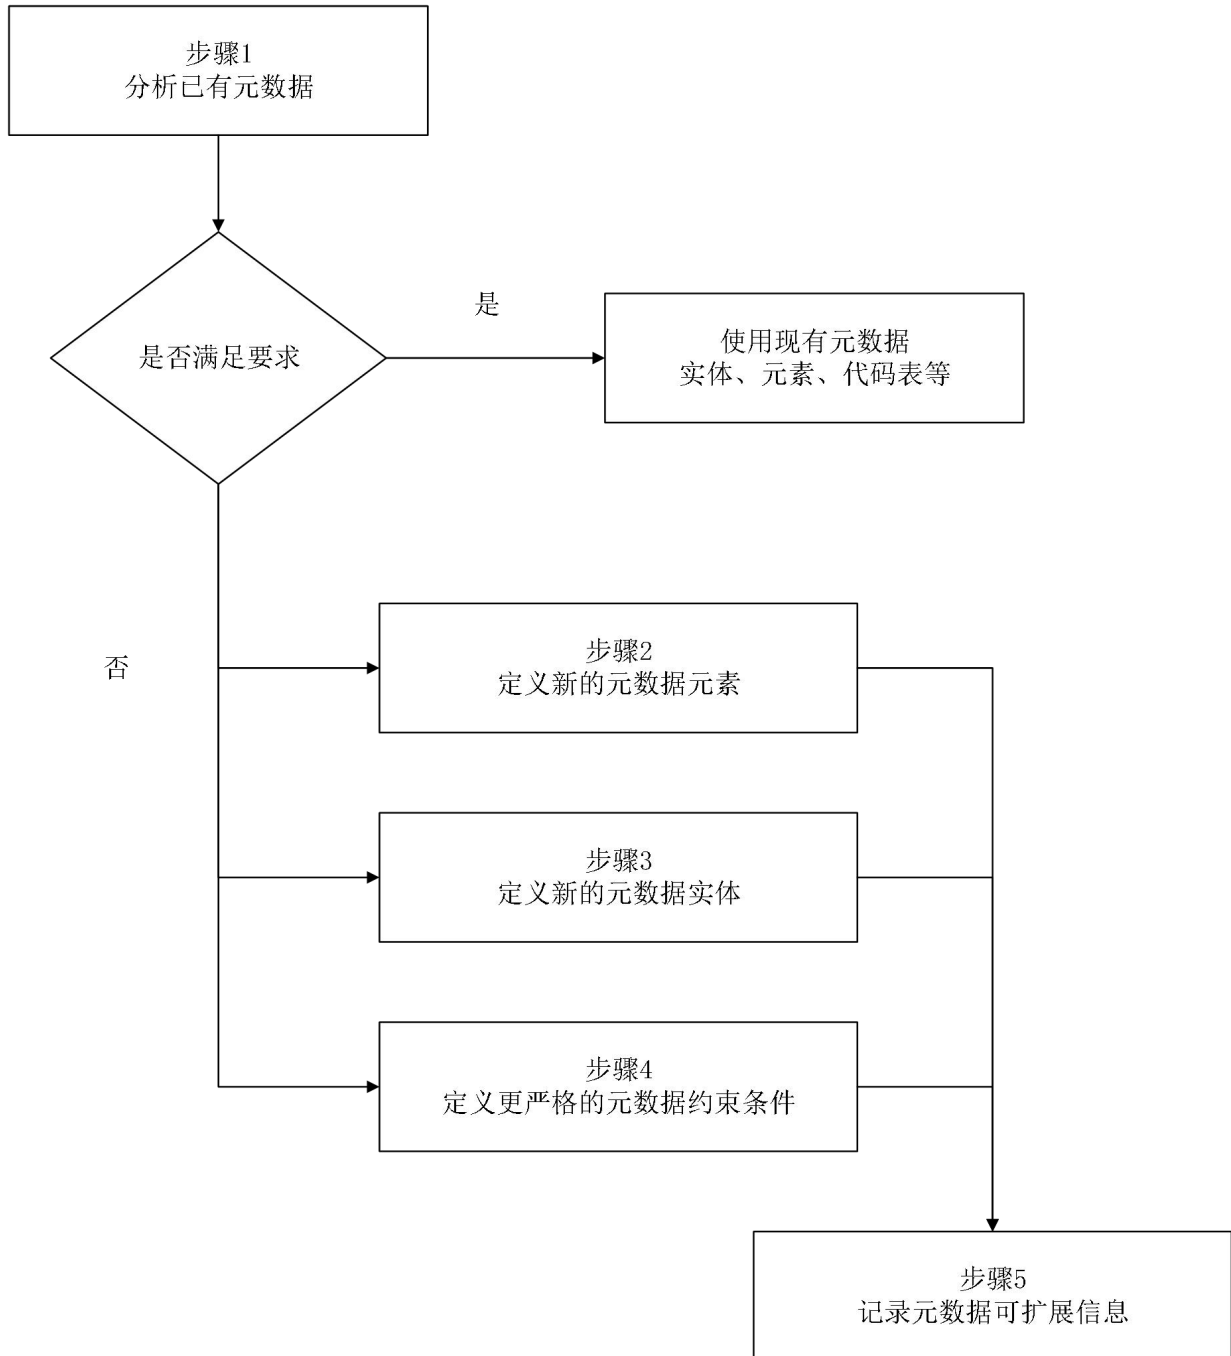 步骤1
分析已有元数据
是否满足要求
是
使用现有元数据
实体、元素、代码表等
否
步骤2
定义新的元数据元素
步骤3
定义新的元数据实体
步骤4
定义更严格的元数据约束条件
步骤5
记录元数据可扩展信息